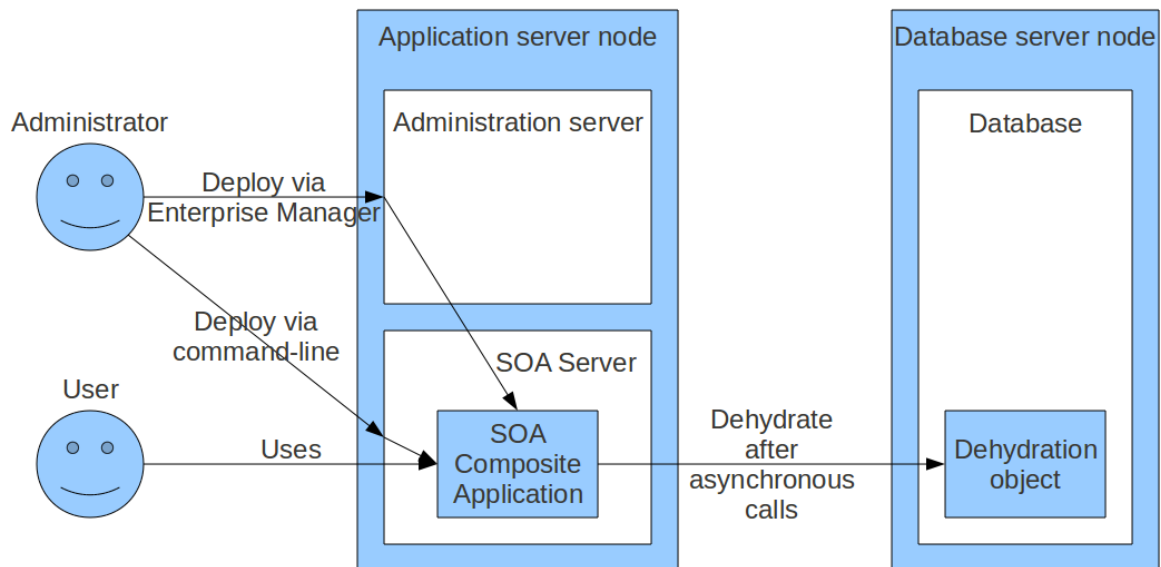 Application server node
Database server node
Administrator
Administration server
Database
Deploy via
Enterprise Manager
Deploy via
command-line
SOA Server
User
Uses
SOA
Composite
Application
Dehydrate
after
asynchronous
calls
Dehydration
object